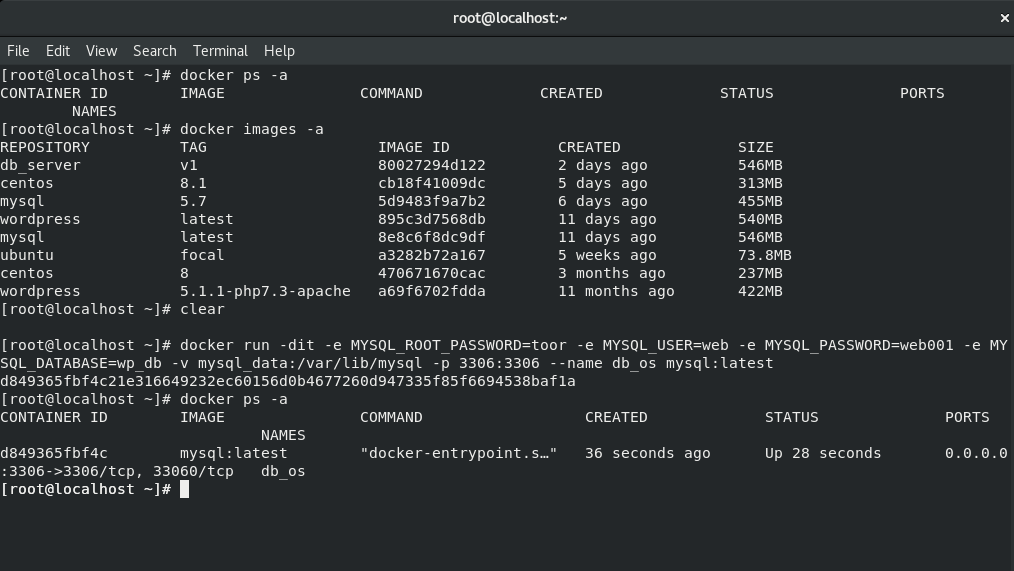 root@localhost:~
File Edit View Search Terminal Help
[root@localhost ~]# docker ps -a
CONTAINER ID        IMAGE               COMMAND             CREATED             STATUS              PORTS
        NAMES
[root@localhost ~]# docker images -a
REPOSITORY          TAG                   IMAGE ID            CREATED             SIZE
db_server           v1                    80027294d122        2 days ago          546MB
centos              8.1                   cb18f41009dc        5 days ago          313MB
mysql               5.7                   5d9483f9a7b2        6 days ago          455MB
wordpress           latest                895c3d7568db        11 days ago         540MB
mysql               latest                8e8c6f8dc9df        11 days ago         546MB
ubuntu              focal                 a3282b72a167        5 weeks ago         73.8MB
centos              8                     470671670cac        3 months ago        237MB
wordpress           5.1.1-php7.3-apache   a69f6702fdda        11 months ago       422MB
[root@localhost ~]# clear
[root@localhost ~]# docker run -dit -e MYSQL_ROOT_PASSWORD=toor -e MYSQL_USER=web -e MYSQL_PASSWORD=web001 -e MY
SQL_DATABASE=wp_db -v mysql_data:/var/lib/mysql -p 3306:3306 --name db_os mysql:latest
d849365fbf4c21e316649232ec60156d0b4677260d947335f85f6694538baf1a
[root@localhost ~]# docker ps -a
CONTAINER ID        IMAGE               COMMAND                  CREATED             STATUS              PORTS
                             NAMES
d849365fbf4c        mysql:latest        "docker-entrypoint.s…"   36 seconds ago      Up 28 seconds       0.0.0.0
:3306->3306/tcp, 33060/tcp   db_os
[root@localhost ~]#